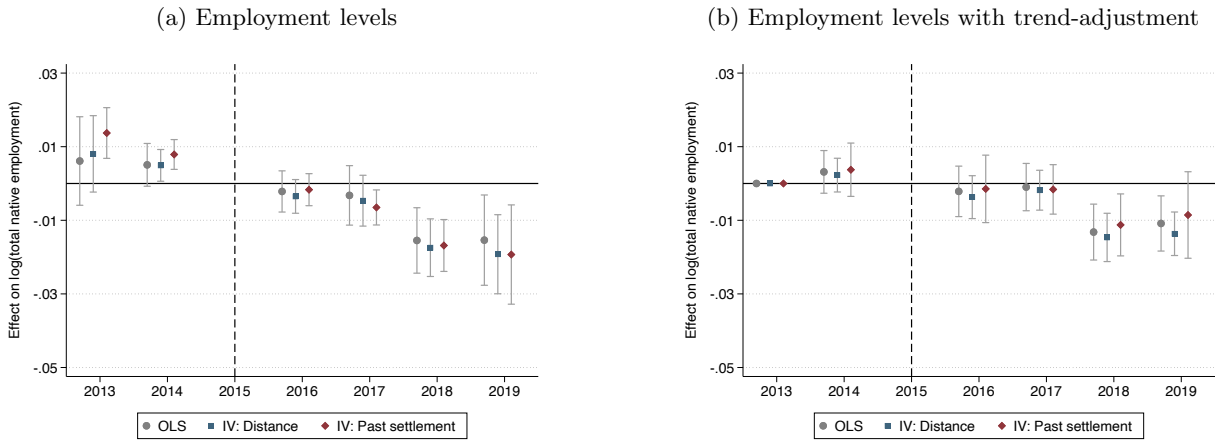 (a) Employment levels
Effect on log(total native employment)
.03
.01
-.01
-.03
-.05
2013 2014 2015 2016 2017 2018 2019
OLS IV: Distance IV: Past settlement
(b) Employment levels with trend-adjustment
Effect on log(total native employment)
.03
.01
-.01
-.03
-.05
2013 2014 2015 2016 2017 2018 2019
OLS IV: Distance IV: Past settlement